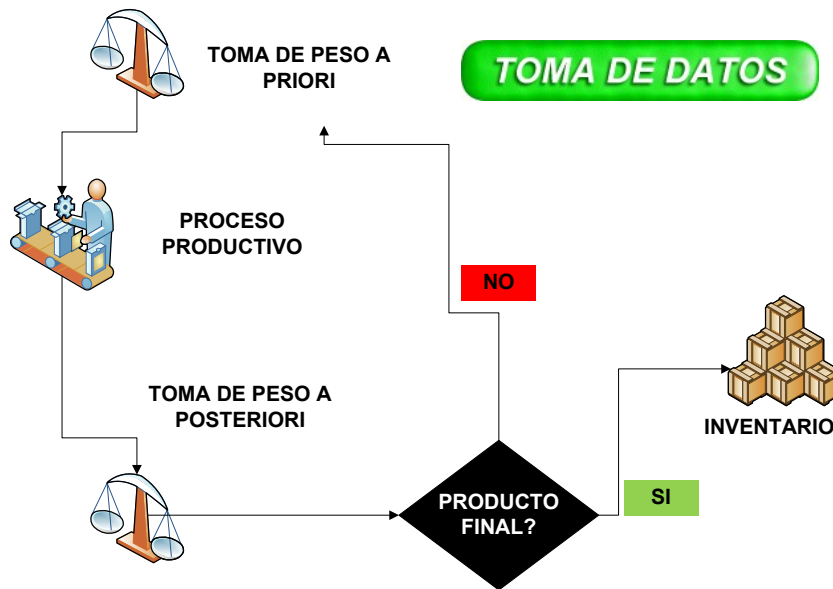 TOMA DE PESO A
PRIORI
TOMA DE DATOS
PROCESO
PRODUCTIVO
NO
TOMA DE PESO A
POSTERIORI
INVENTARIO
PRODUCTO
FINAL?
SI